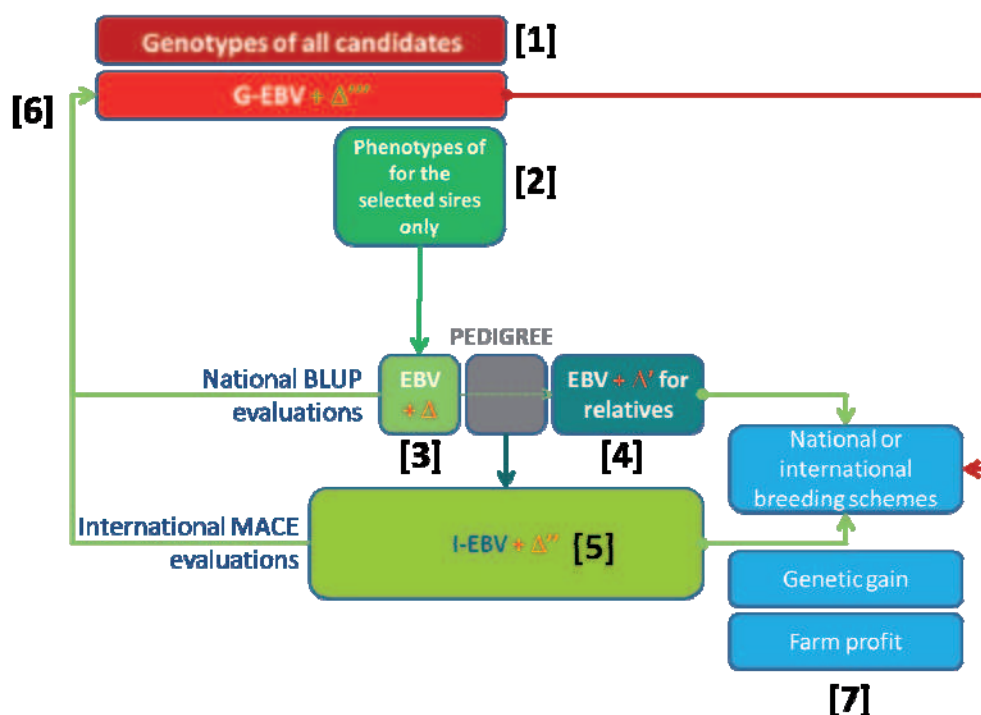 Genotypes of all candidates
[1]
G-EBV + Δ'''
[6]
Phenotypes of
for the
selected sires
only
[2]
PEDIGREE
National BLUP
evaluations
EBV
* Δ
EBV + Δ' for
relatives
[3]
[4]
National or
international
breeding schemes
International MACE
evaluations
I-EBV * Δ''
[5]
Genetic gain
Farm profit
[7]